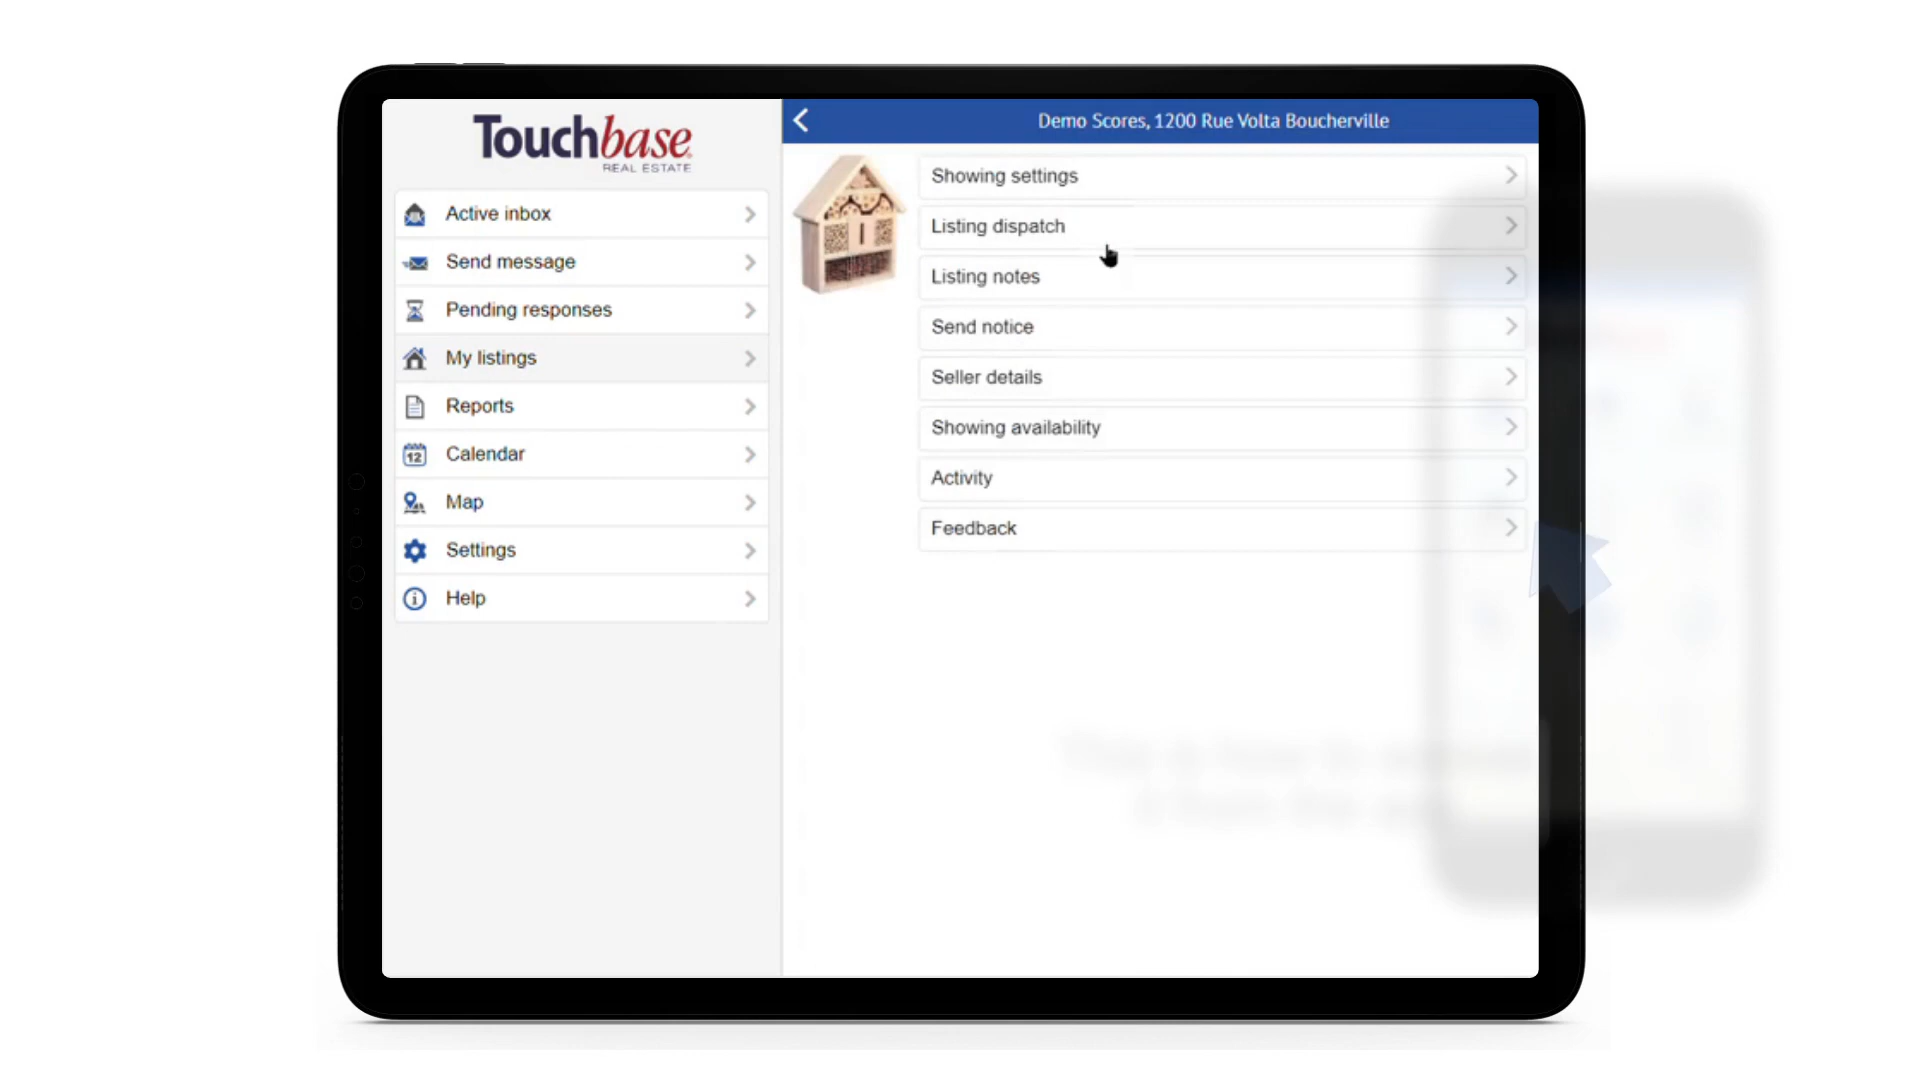 Touchbase
REAL ESTATE
Active inbox
Send message
Pending responses
My listings
Reports
12
Calendar
Map
Settings
Help
Demo Scores, 1200 Rue Volta Boucherville
Showing settings
Listing dispatch
Listing notes
Send notice
Seller details
Showing availability
Activity
Feedback